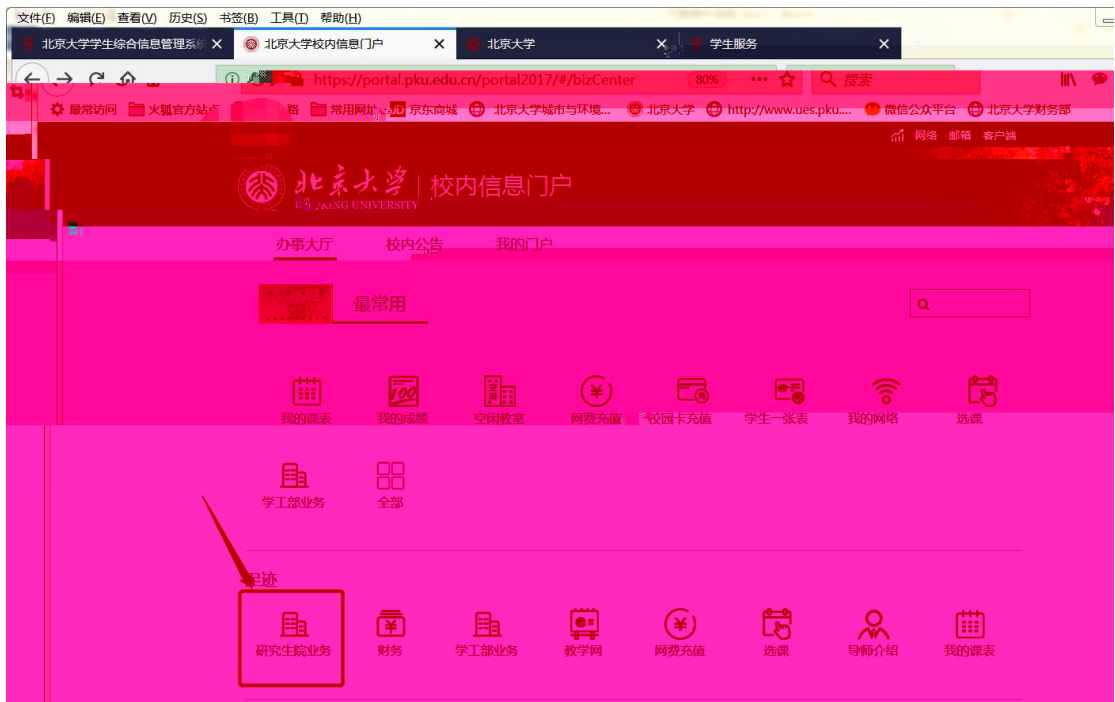 文件(F) 编辑(E) 查看(V) 历史(S) 书签(B) 工具(T) 帮助(H)
北京大学学生综合信息管理系统 北京大学校内信息门户 北京大学 学生服务
https://portal.pku.edu.cn/portal2017/#/bizCenter 80% 搜索
最常访问 火狐官方站点 常用网址 JD 京东商城 北京大学城市与环境... 北京大学 http://www.ues.pku.... 微信公众平台 北京大学财务部
网络 邮箱 客户端
北京大学 校内信息门户
UNIVERSITY
办事大厅 校内公告 我的门户
最常用
我的课表 我的成绩 空闲教室 网费充值 校园卡充值 学生一张表 我的网络 选课
学工部业务 全部
足迹
研究生院业务 财务 学工部业务 教学网 网费充值 选课 导师介绍 我的课表